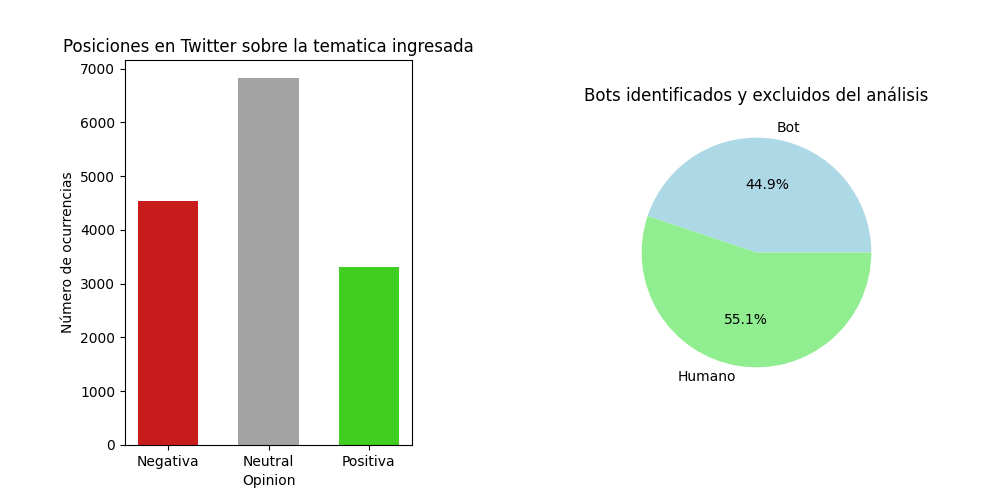 Posiciones en Twitter sobre la tematica ingresada
Número de ocurrencias
7000
6000
5000
4000
3000
2000
1000
0
Negativa
Neutral
Positiva
Opinion
Bots identificados y excluidos del análisis
Bot
44.9%
55.1%
Humano